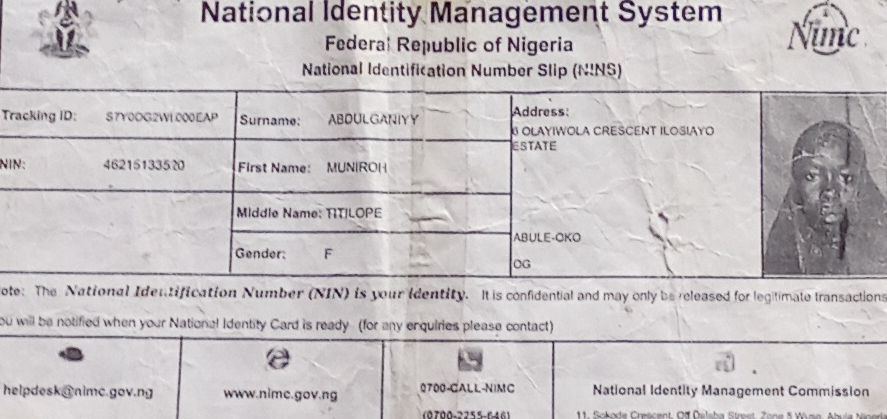 National Identity Management System
Federal Republic of Nigeria
National Identification Number Slip (NINS)
Nimc
Tracking ID: S7Y0OG2WL000EAP
Surname: ABDULGANIYY
Address:
6 OLAYIWOLA CRESCENT ILOSIAYO
ESTATE
NIN: 46215133520
First Name: MUNIROH
Middle Name: TITILOPE
ABULE-OKO
Gender: F
OG
ote: The National Identification Number (NIN) is your identity. It is confidential and may only be released for legitimate transactions
ou will be notified when your National Identity Card is ready (for any enquiries please contact)
helpdesk@nimc.gov.ng
www.nimc.gov.ng
0700-CALL-NIMC
(0700-2255-646)
National Identity Management Commission
11, Sokode Crescent, Off Dalaba Street, Zone 5 Wuse, Abuja Nigeria